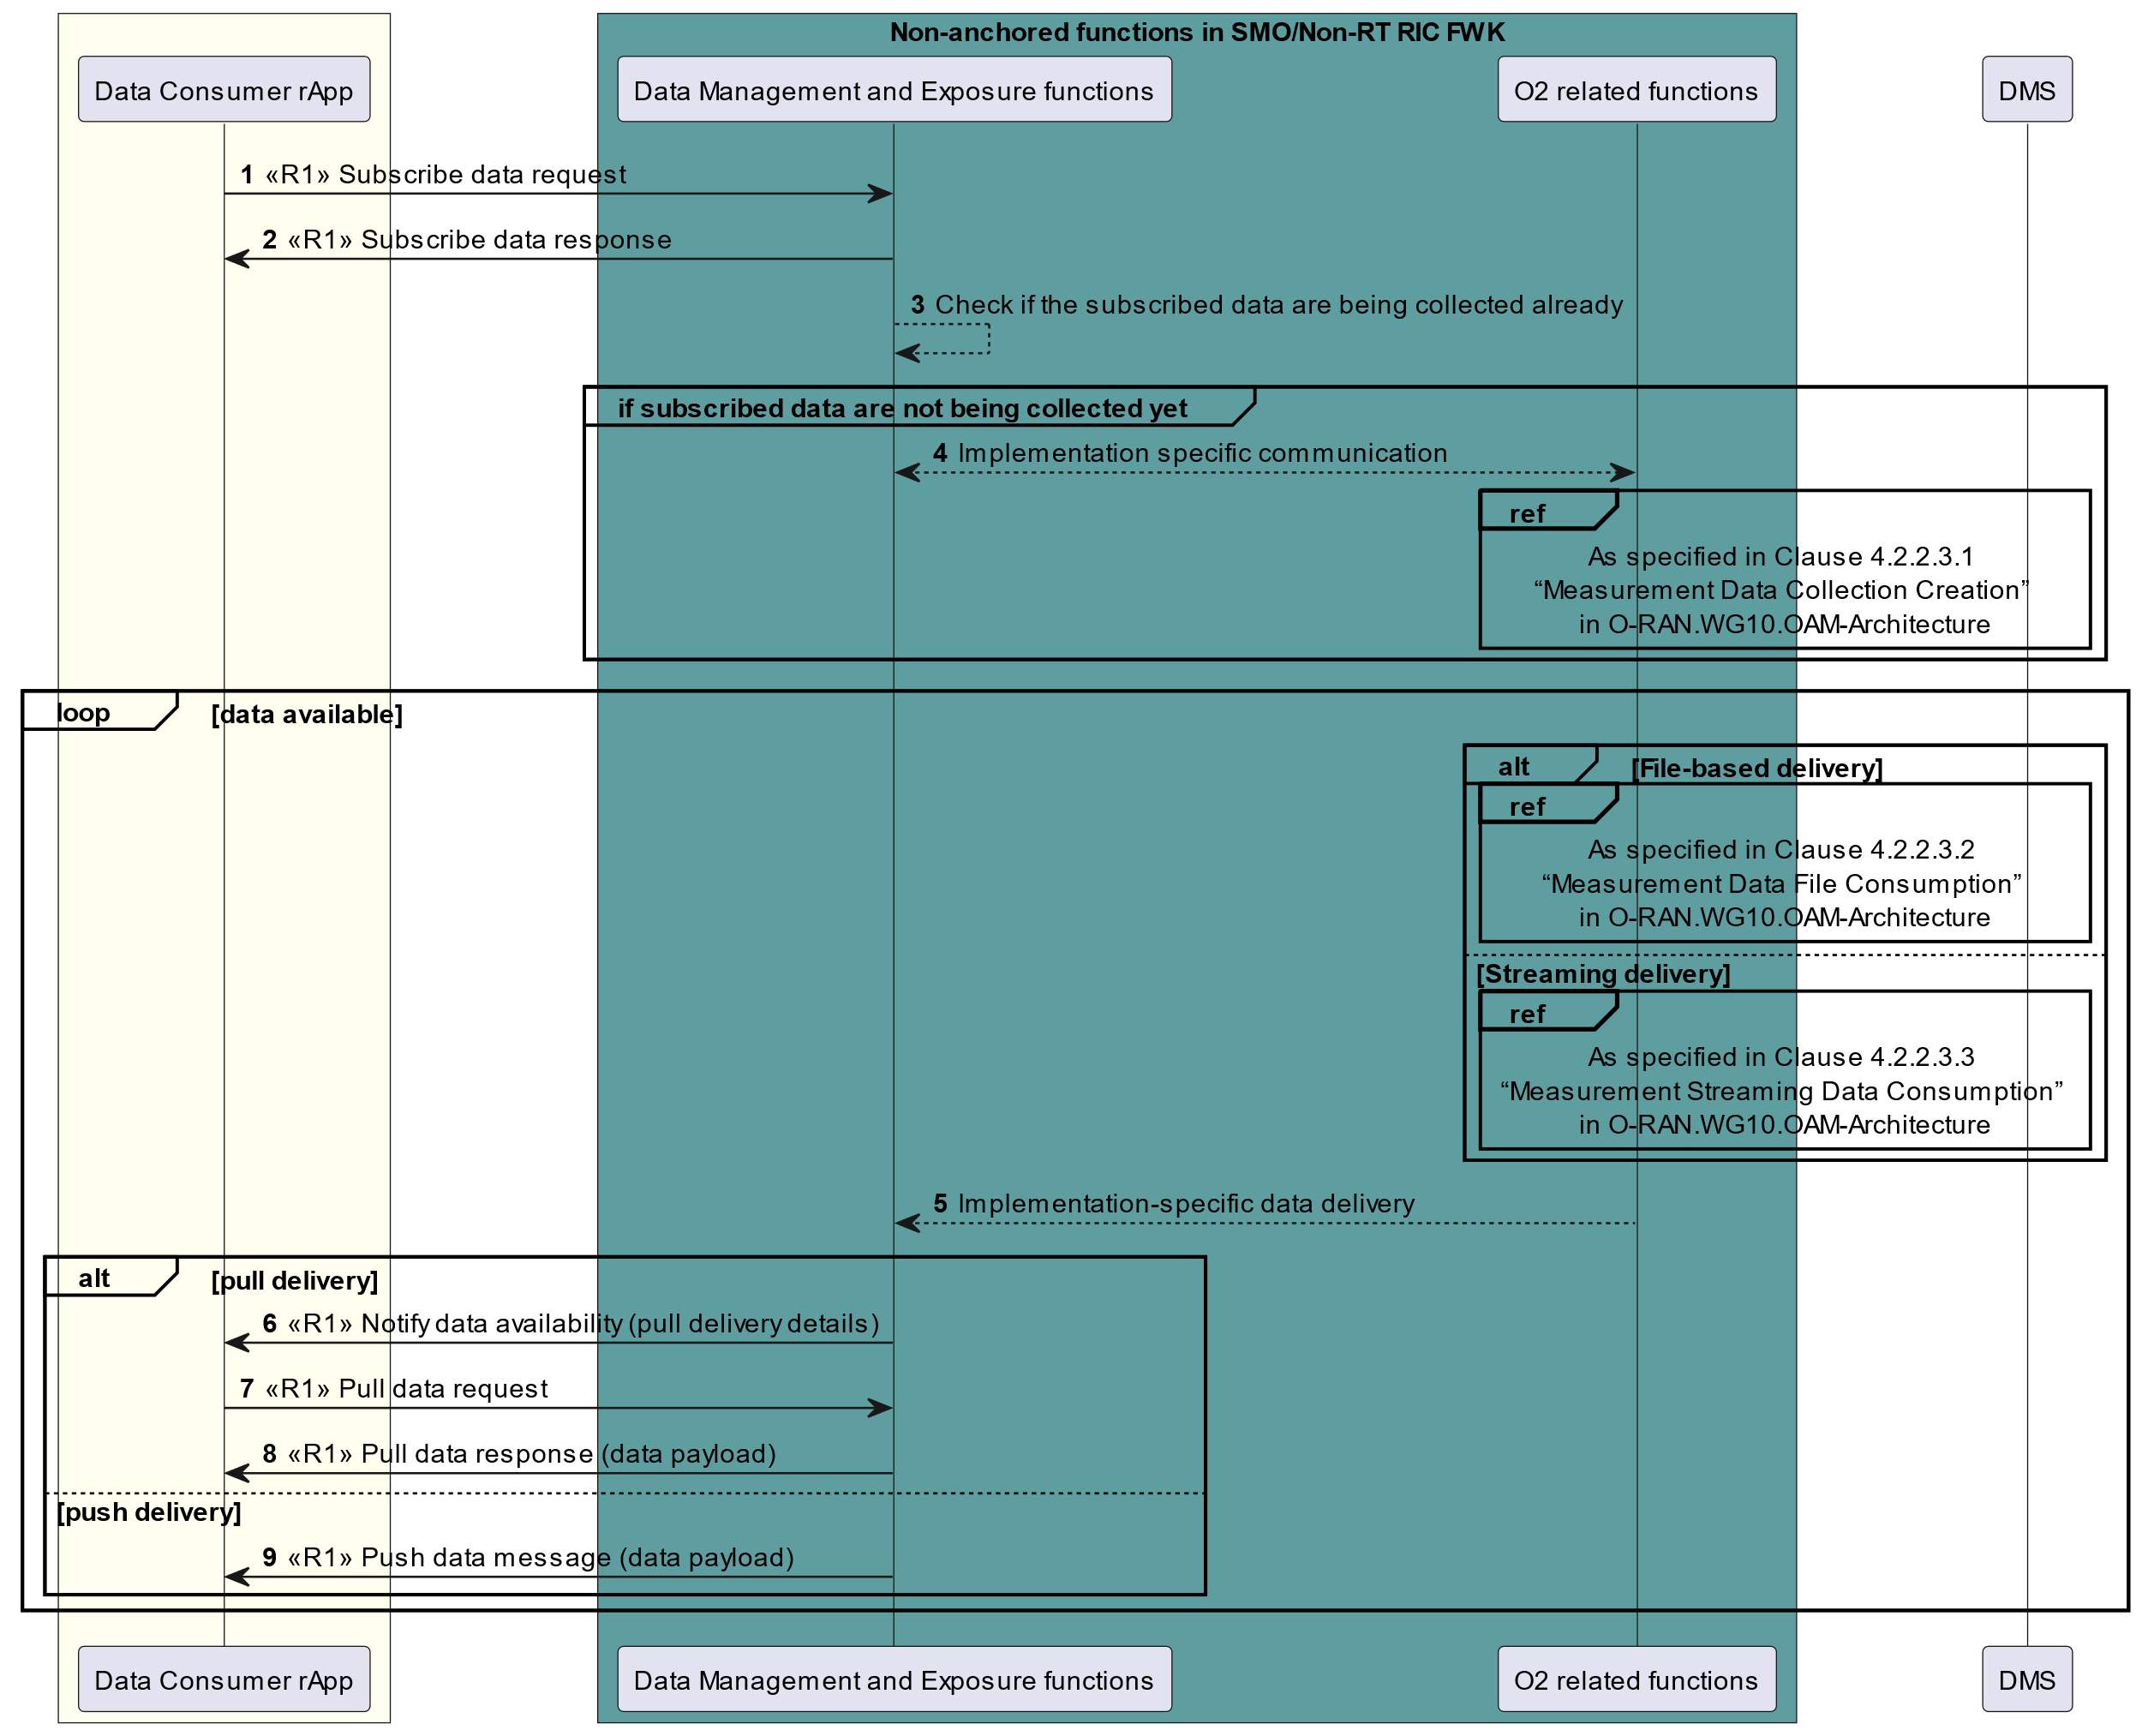 Non-anchored functions in SMO/Non-RT RIC FWK
Data Consumer rApp
Data Management and Exposure functions
O2 related functions
DMS
1 «R1» Subscribe data request
2 «R1» Subscribe data response
3 Check if the subscribed data are being collected already
if subscribed data are not being collected yet
4 Implementation specific communication
ref
As specified in Clause 4.2.2.3.1
“Measurement Data Collection Creation”
in O-RAN.WG10.OAM-Architecture
loop [data available]
alt [File-based delivery]
ref
As specified in Clause 4.2.2.3.2
“Measurement Data File Consumption”
in O-RAN.WG10.OAM-Architecture
[Streaming delivery]
ref
As specified in Clause 4.2.2.3.3
“Measurement Streaming Data Consumption”
in O-RAN.WG10.OAM-Architecture
5 Implementation-specific data delivery
alt [pull delivery]
6 «R1» Notify data availability (pull delivery details)
7 «R1» Pull data request
8 «R1» Pull data response (data payload)
[push delivery]
9 «R1» Push data message (data payload)
Data Consumer rApp
Data Management and Exposure functions
O2 related functions
DMS